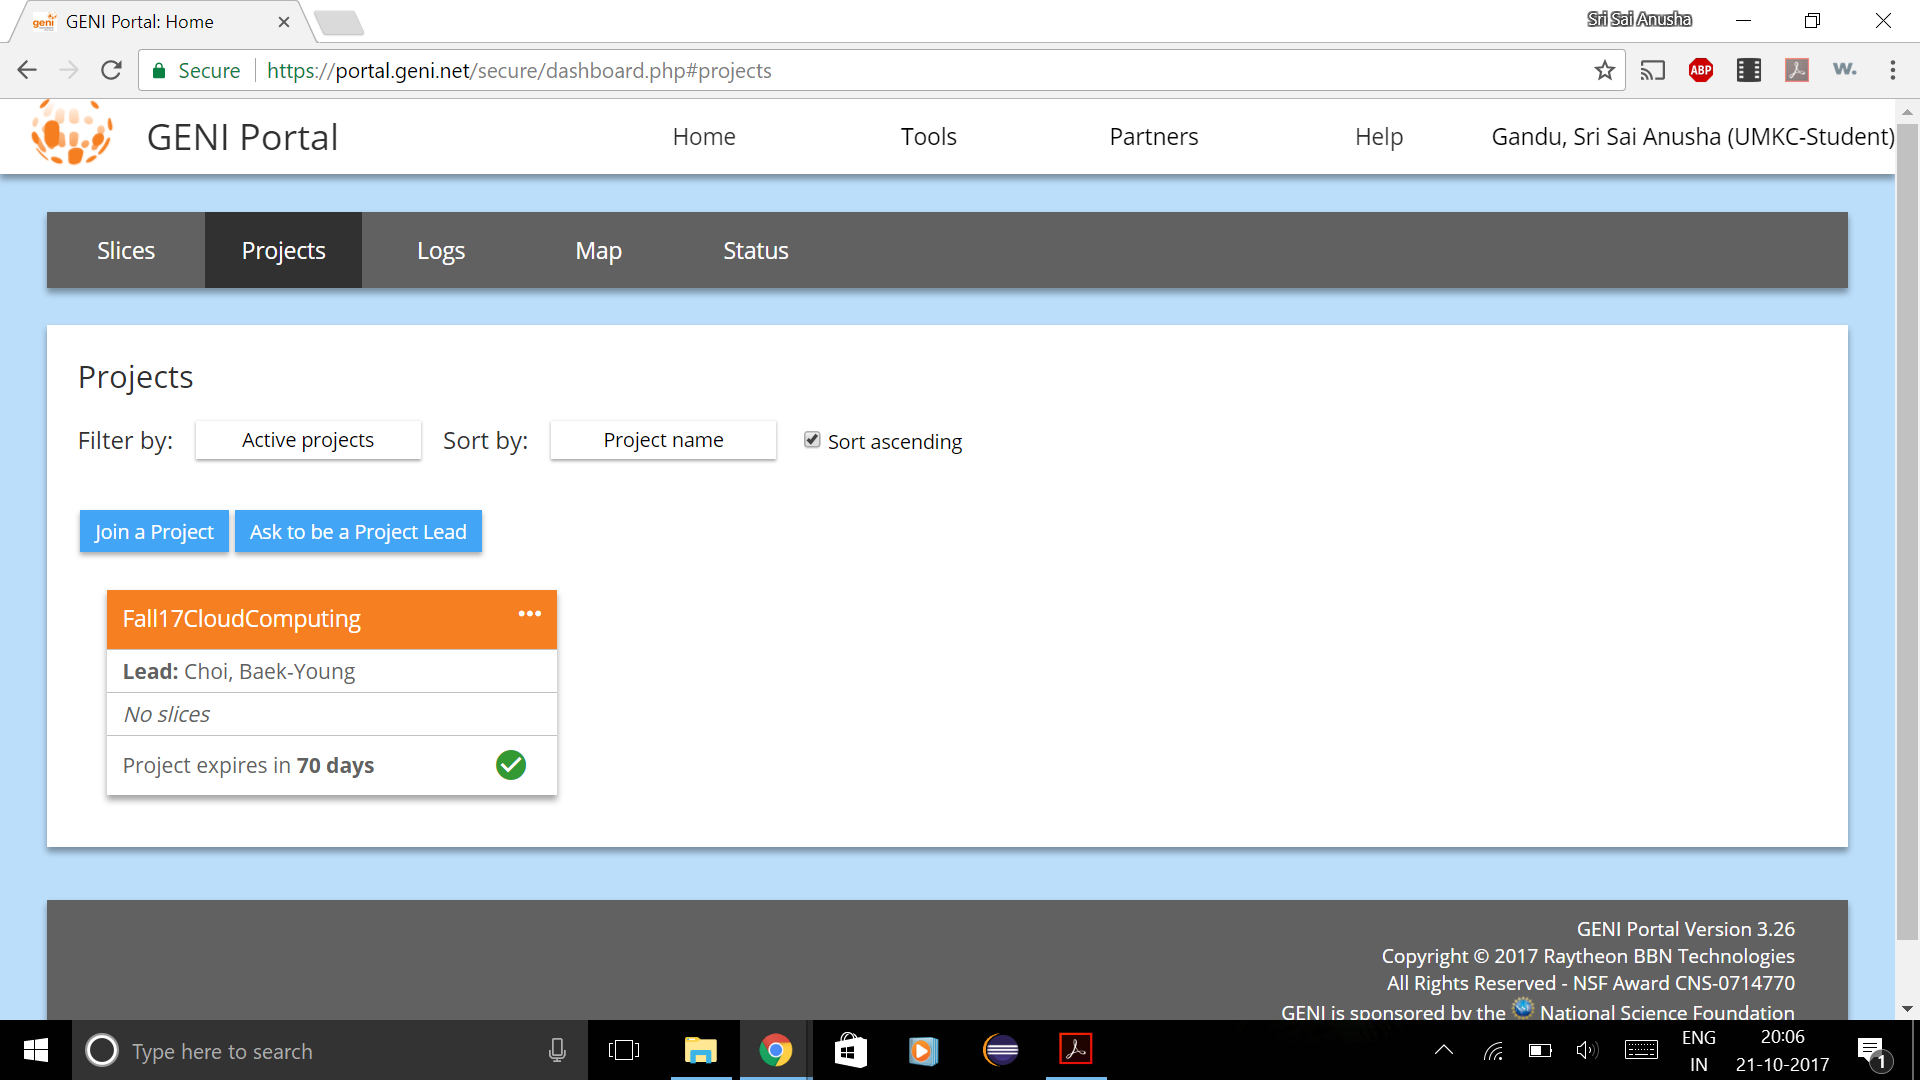 geni GENI Portal: Home
Sri Sai Anusha
Secure https://portal.geni.net/secure/dashboard.php#projects
ABP
w.
GENI Portal Home Tools Partners Help Gandu, Sri Sai Anusha (UMKC-Student)
Slices Projects Logs Map Status
Projects
Filter by: Active projects Sort by: Project name Sort ascending
Join a Project Ask to be a Project Lead
Fall17CloudComputing
Lead: Choi, Baek-Young
No slices
Project expires in 70 days
GENI Portal Version 3.26
Copyright © 2017 Raytheon BBN Technologies
All Rights Reserved - NSF Award CNS-0714770
GENI is sponsored by the National Science Foundation
Type here to search
ENG
IN
20:06
21-10-2017
1